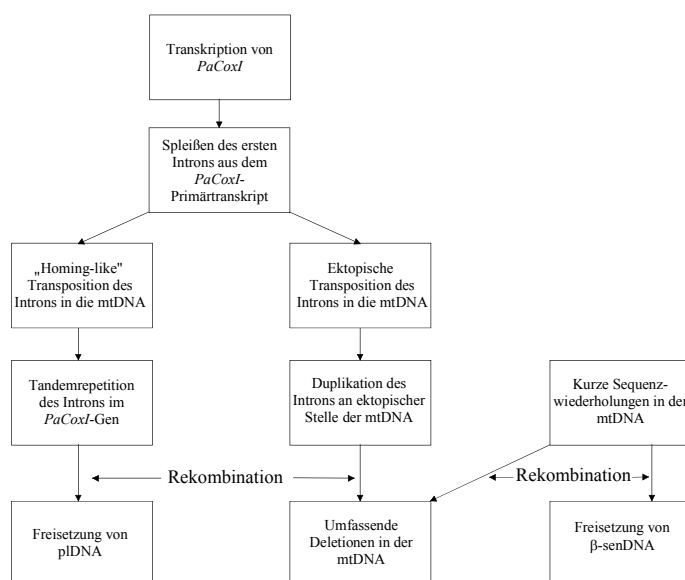 Transkription von
PaCoxI
Spleißen des ersten
Introns aus dem
PaCoxI-
Primärtranskript
„Homing-like"
Transposition des
Introns in die mtDNA
Ektopische
Transposition des
Introns in die mtDNA
Tandemrepetition
des Introns im
PaCoxI-Gen
Duplikation des
Introns an ektopischer
Stelle der mtDNA
Kurze Sequenz-
wiederholungen in der
mtDNA
Rekombination
Rekombination
Freisetzung von
plDNA
Umfassende
Deletionen in der
mtDNA
Freisetzung von
β-senDNA